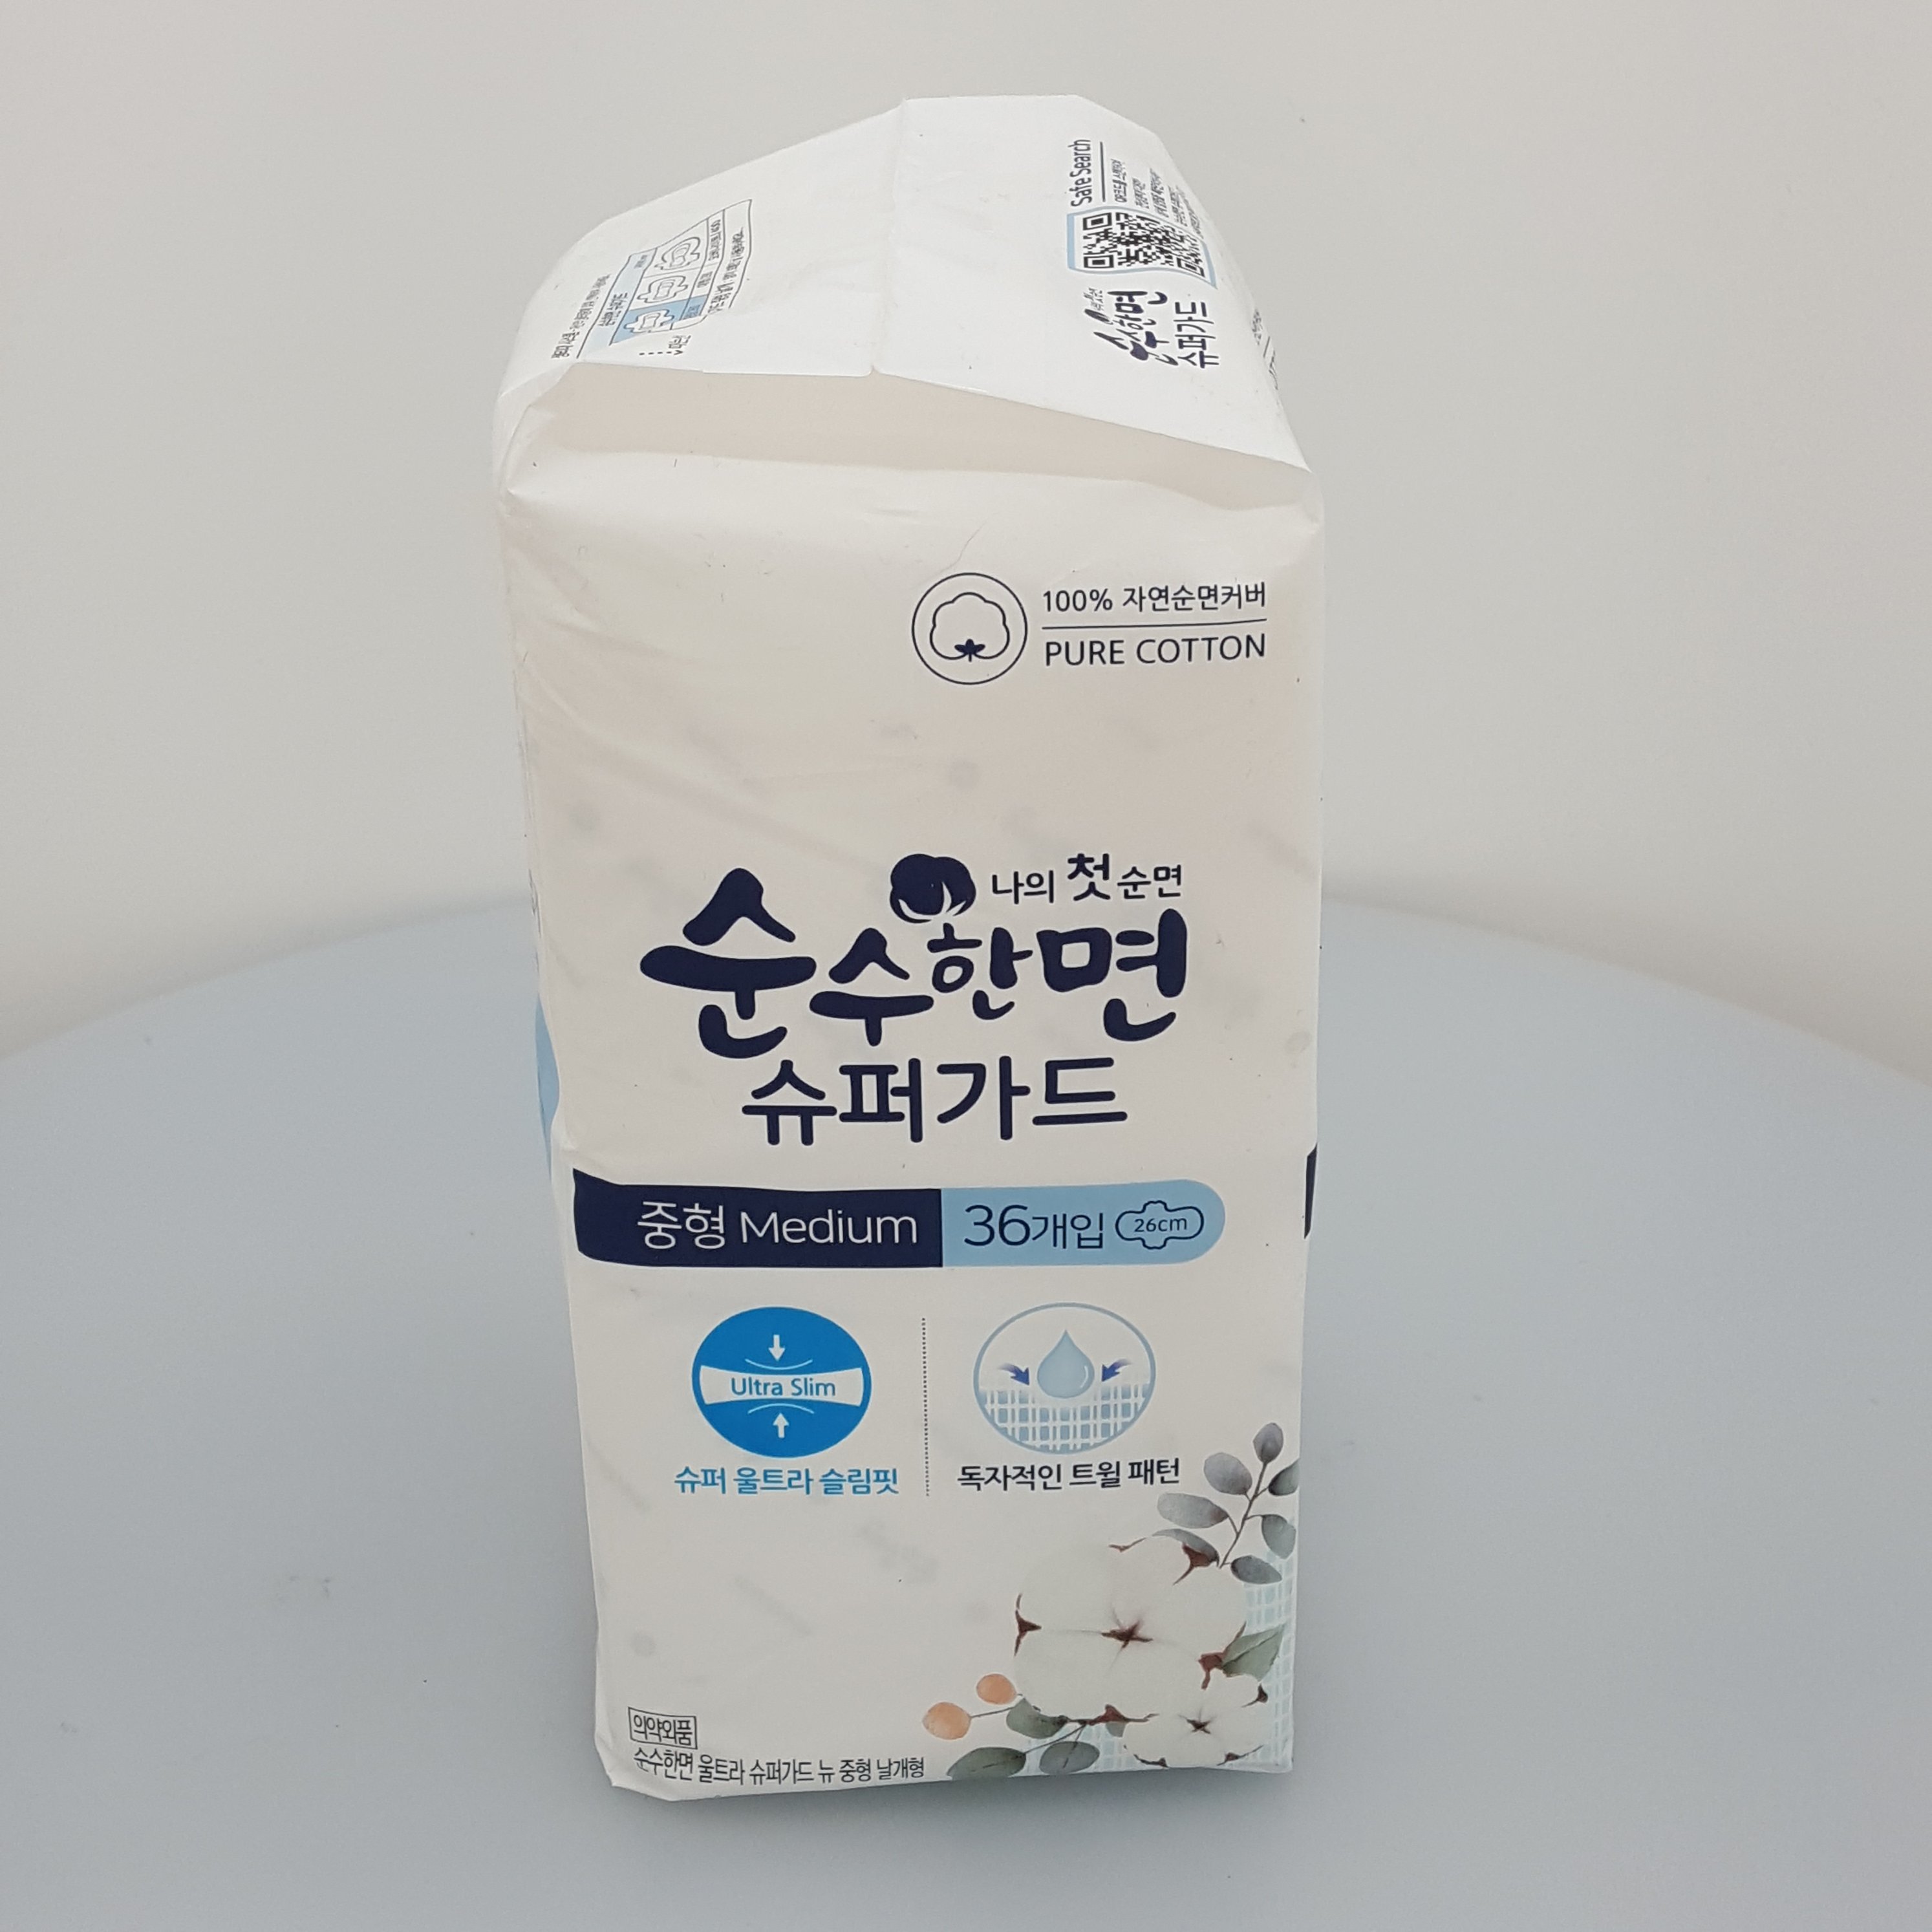 Safe Search
순수한면
슈퍼가드
100% 자연순면커버
PURE COTTON
나의 첫 순면
순수한면
슈퍼가드
중형 Medium 36개입 26cm
Ultra Slim
슈퍼 울트라 슬림핏
독자적인 트윌 패턴
의약외품
순수한면 울트라 슈퍼가드 뉴 중형 날개형